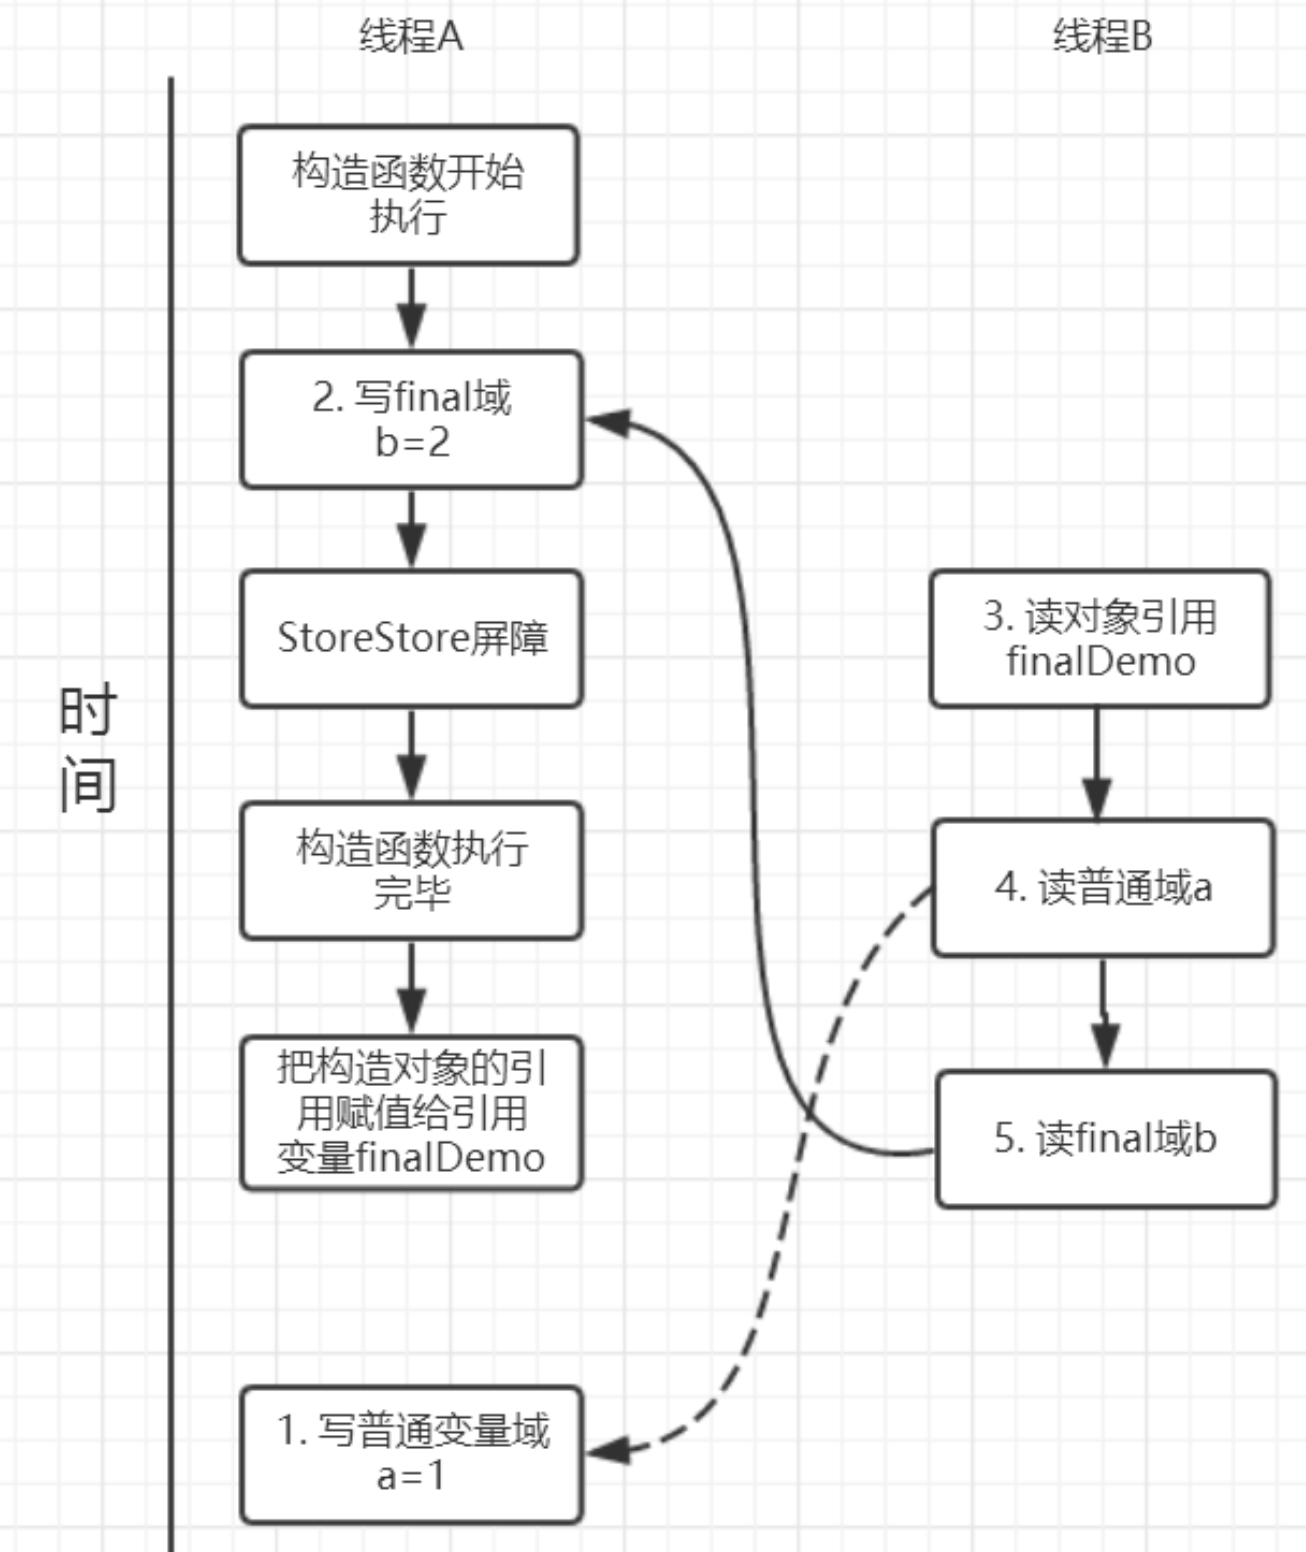 线程A
线程B
构造函数开始
执行
2. 写final域
b=2
StoreStore屏障
3. 读对象引用
finalDemo
时
间
构造函数执行
完毕
4. 读普通域a
把构造对象的引
用赋值给引用
变量finalDemo
5. 读final域b
1. 写普通变量域
a=1